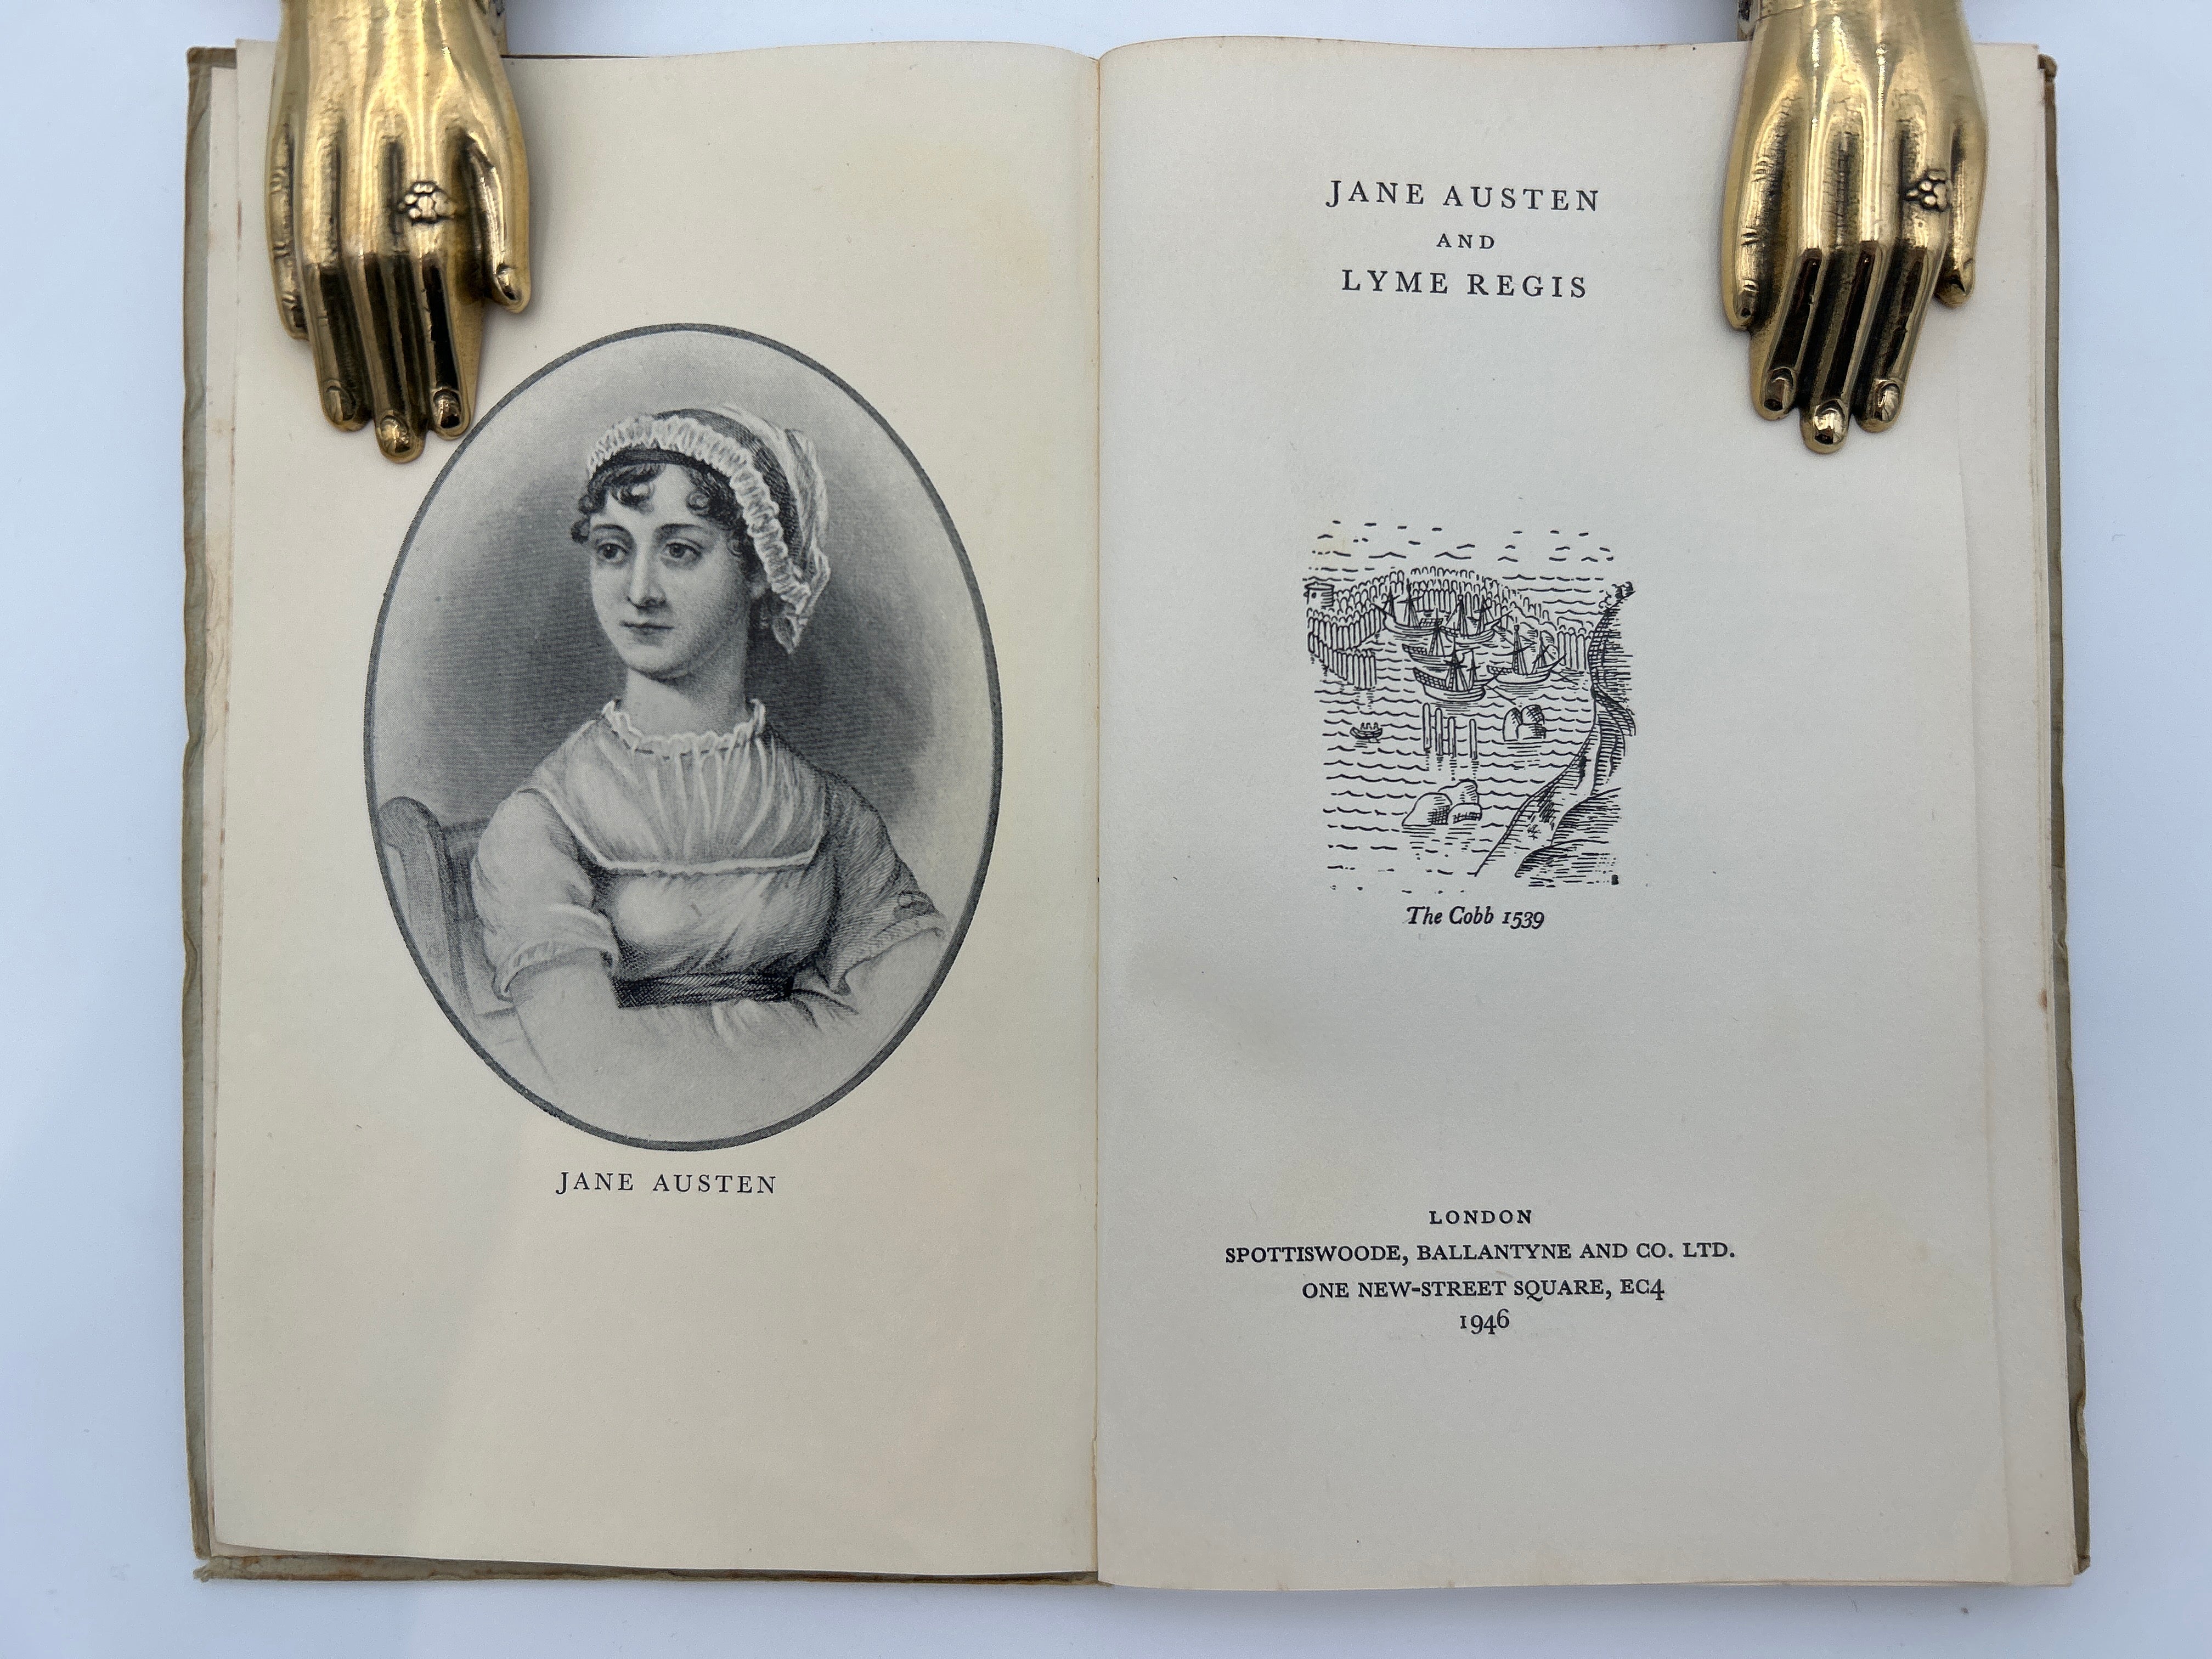 JANE AUSTEN
JANE AUSTEN
AND
LYME REGIS
The Cobb 1539
LONDON
SPOTTISWOODE, BALLANTYNE AND CO. LTD.
ONE NEW-STREET SQUARE, EC4
1946